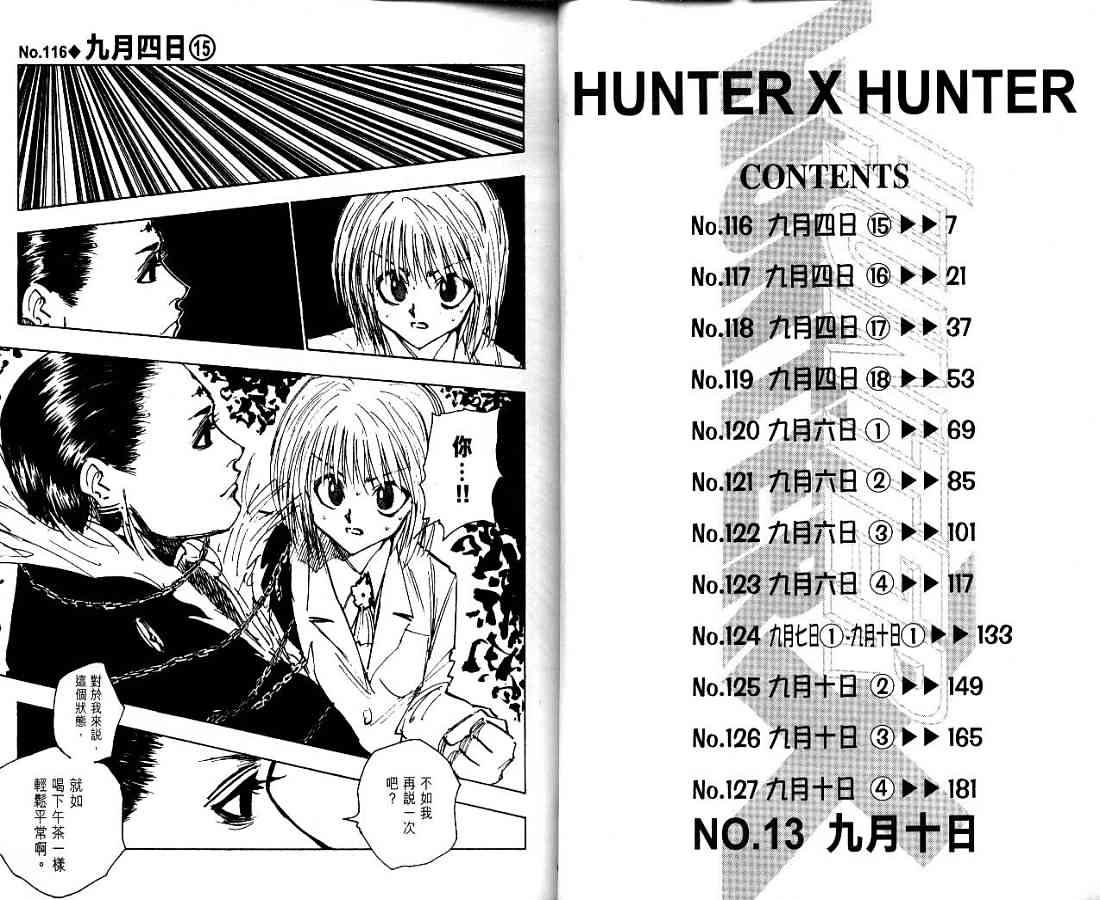 HUNTER X HUNTER
CONTENTS
No.116 九月四日 ⑮ ▶▶ 7
No.117 九月四日 ⑯ ▶▶ 21
No.118 九月四日 ⑰ ▶▶ 37
No.119 九月四日 ⑱ ▶▶ 53
No.120 九月六日 ① ▶▶ 69
No.121 九月六日 ② ▶▶ 85
No.122 九月六日 ③ ▶▶ 101
No.123 九月六日 ④ ▶▶ 117
No.124 九月七日①-九月十日① ▶▶ 133
No.125 九月十日 ② ▶▶ 149
No.126 九月十日 ③ ▶▶ 165
No.127 九月十日 ④ ▶▶ 181
NO.13 九月十日
No.116◆九月四日⑮
你…!!
不如我
再說一次
吧？
對於我來說，
這個狀態，
就如
喝下午茶一樣
輕鬆平常啊。